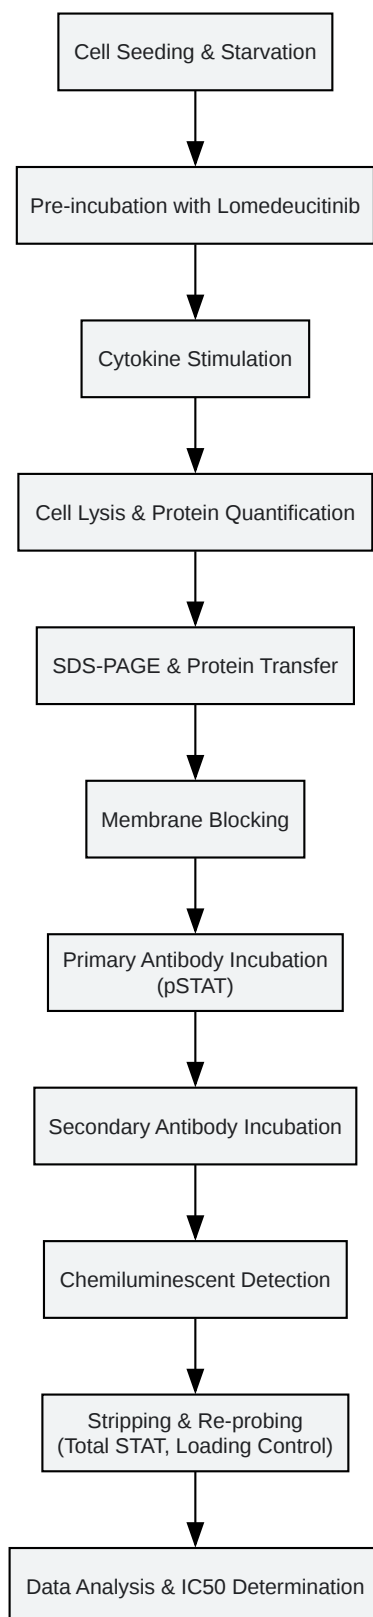 Cell Seeding & Starvation
Pre-incubation with Lomedeucitinib
Cytokine Stimulation
Cell Lysis & Protein Quantification
SDS-PAGE & Protein Transfer
Membrane Blocking
Primary Antibody Incubation
(pSTAT)
Secondary Antibody Incubation
Chemiluminescent Detection
Stripping & Re-probing
(Total STAT, Loading Control)
Data Analysis & IC50 Determination